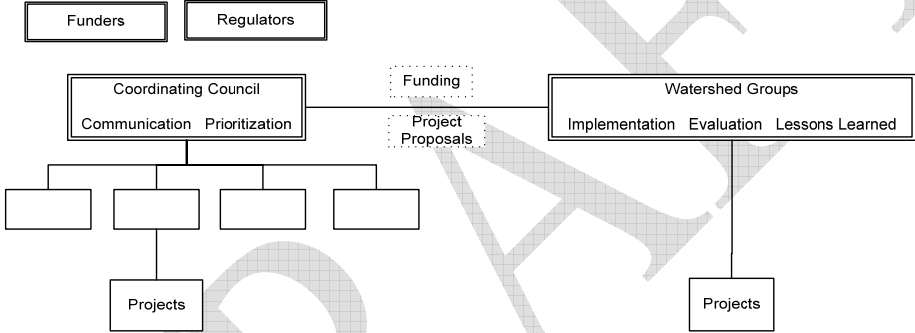 Funders
Regulators
Coordinating Council
Communication Prioritization
Funding
Project
Proposals
Watershed Groups
Implementation Evaluation Lessons Learned
Projects
Projects